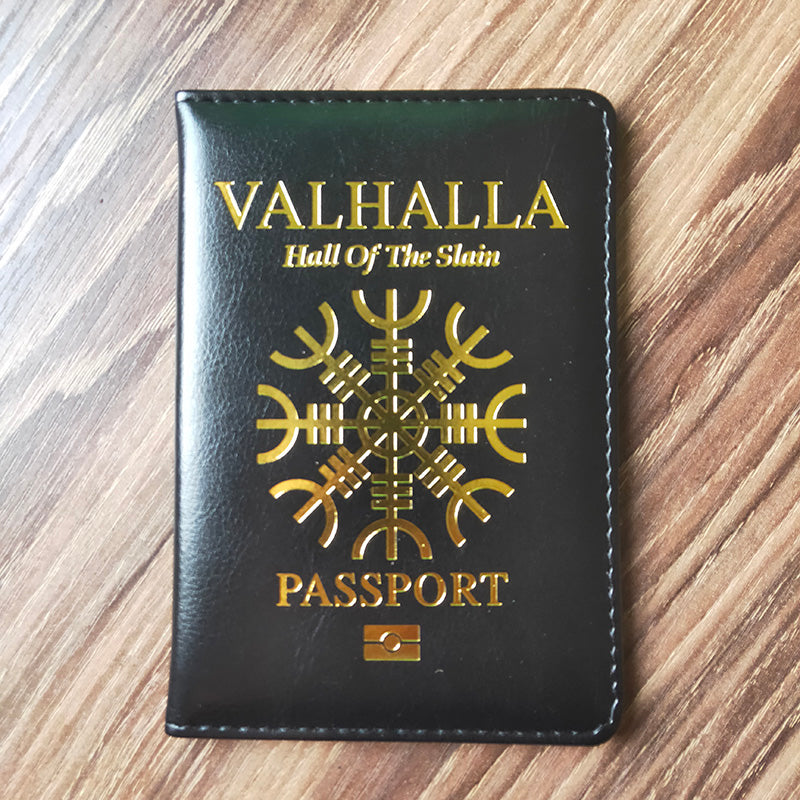 VALHALLA
Hall Of The Slain
PASSPORT